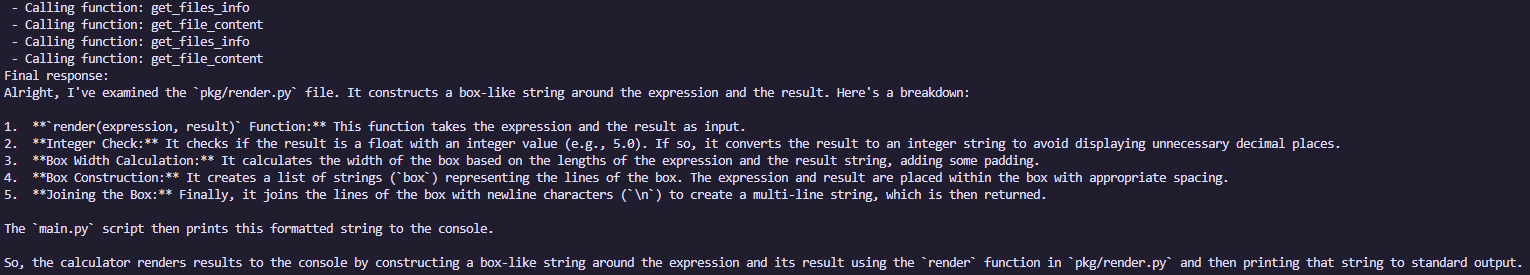 - Calling function: get_files_info
- Calling function: get_file_content
- Calling function: get_files_info
- Calling function: get_file_content
Final response:
Alright, I've examined the `pkg/render.py` file. It constructs a box-like string around the expression and the result. Here's a breakdown:
1.  **`render(expression, result)` Function:** This function takes the expression and the result as input.
2.  **Integer Check:** It checks if the result is a float with an integer value (e.g., 5.0). If so, it converts the result to an integer string to avoid displaying unnecessary decimal places.
3.  **Box Width Calculation:** It calculates the width of the box based on the lengths of the expression and the result string, adding some padding.
4.  **Box Construction:** It creates a list of strings (`box`) representing the lines of the box. The expression and result are placed within the box with appropriate spacing.
5.  **Joining the Box:** Finally, it joins the lines of the box with newline characters (`\n`) to create a multi-line string, which is then returned.
The `main.py` script then prints this formatted string to the console.
So, the calculator renders results to the console by constructing a box-like string around the expression and its result using the `render` function in `pkg/render.py` and then printing that string to standard output.